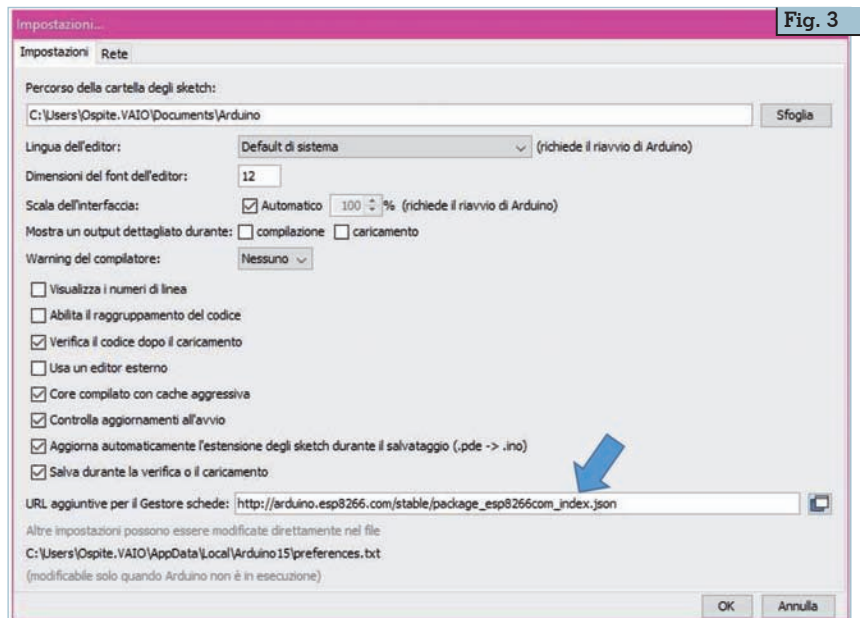 Fig. 3
Impostazioni...
Impostazioni Rete
Percorso della cartella degli sketch:
C:\Users\Ospite.VAIO\Documents\Arduino Sfoglia
Lingua dell'editor: Default di sistema (richiede il riavvio di Arduino)
Dimensioni del font dell'editor: 12
Scala dell'interfaccia: Automatico 100 % (richiede il riavvio di Arduino)
Mostra un output dettagliato durante: compilazione caricamento
Warning del compilatore: Nessuno
Visualizza i numeri di linea
Abilita il raggruppamento del codice
Verifica il codice dopo il caricamento
Usa un editor esterno
Core compilato con cache aggressiva
Controlla aggiornamenti all'avvio
Aggiorna automaticamente l'estensione degli sketch durante il salvataggio (.pde -> .ino)
Salva durante la verifica o il caricamento
URL aggiuntive per il Gestore schede: http://arduino.esp8266.com/stable/package_esp8266com_index.json
Altre impostazioni possono essere modificate direttamente nel file
C:\Users\Ospite.VAIO\AppData\Local\Arduino15\preferences.txt
(modificabile solo quando Arduino non è in esecuzione)
OK Annulla